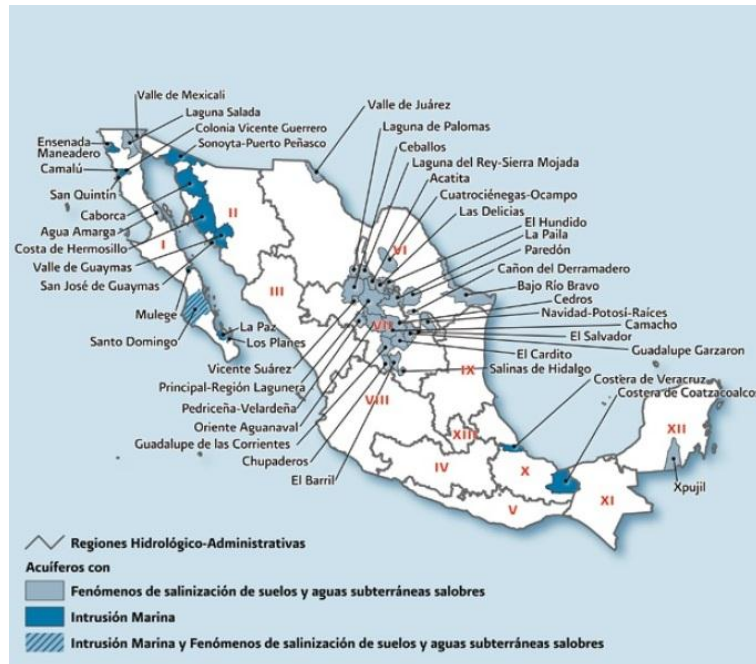 Valle de Mexicali
Laguna Salada
Colonia Vicente Guerrero
Sonoyta-Puerto Peñasco
Ensenada
Maneadero
Camalú
San Quintín
Caborca
Agua Amarga
Costa de Hermosillo
Valle de Guaymas
San José de Guaymas
Mulege
Santo Domingo
La Paz
Los Planes
Valle de Juárez
Laguna de Palomas
Ceballos
Laguna del Rey-Sierra Mojada
Acatita
Cuatrociénegas-Ocampo
Las Delicias
El Hundido
La Paila
Paredón
Cañon del Derramadero
Bajo Río Bravo
Cedros
Navidad-Potosí-Raíces
Camacho
El Salvador
Guadalupe Garzaron
El Cardito
Salinas de Hidalgo
Vicente Suárez
Principal-Región Lagunera
Pedriceña-Velardeña
Oriente Aguanaval
Guadalupe de las Corrientes
Chupaderos
El Barril
Costera de Veracruz
Costera de Coatzacoalcos
Xpujil
I
II
III
VI
VII
VIII
IX
XIII
IV
X
V
XI
XII
Regiones Hidrológico-Administrativas
Acuíferos con
Fenómenos de salinización de suelos y aguas subterráneas salobres
Intrusión Marina
Intrusión Marina y Fenómenos de salinización de suelos y aguas subterráneas salobres